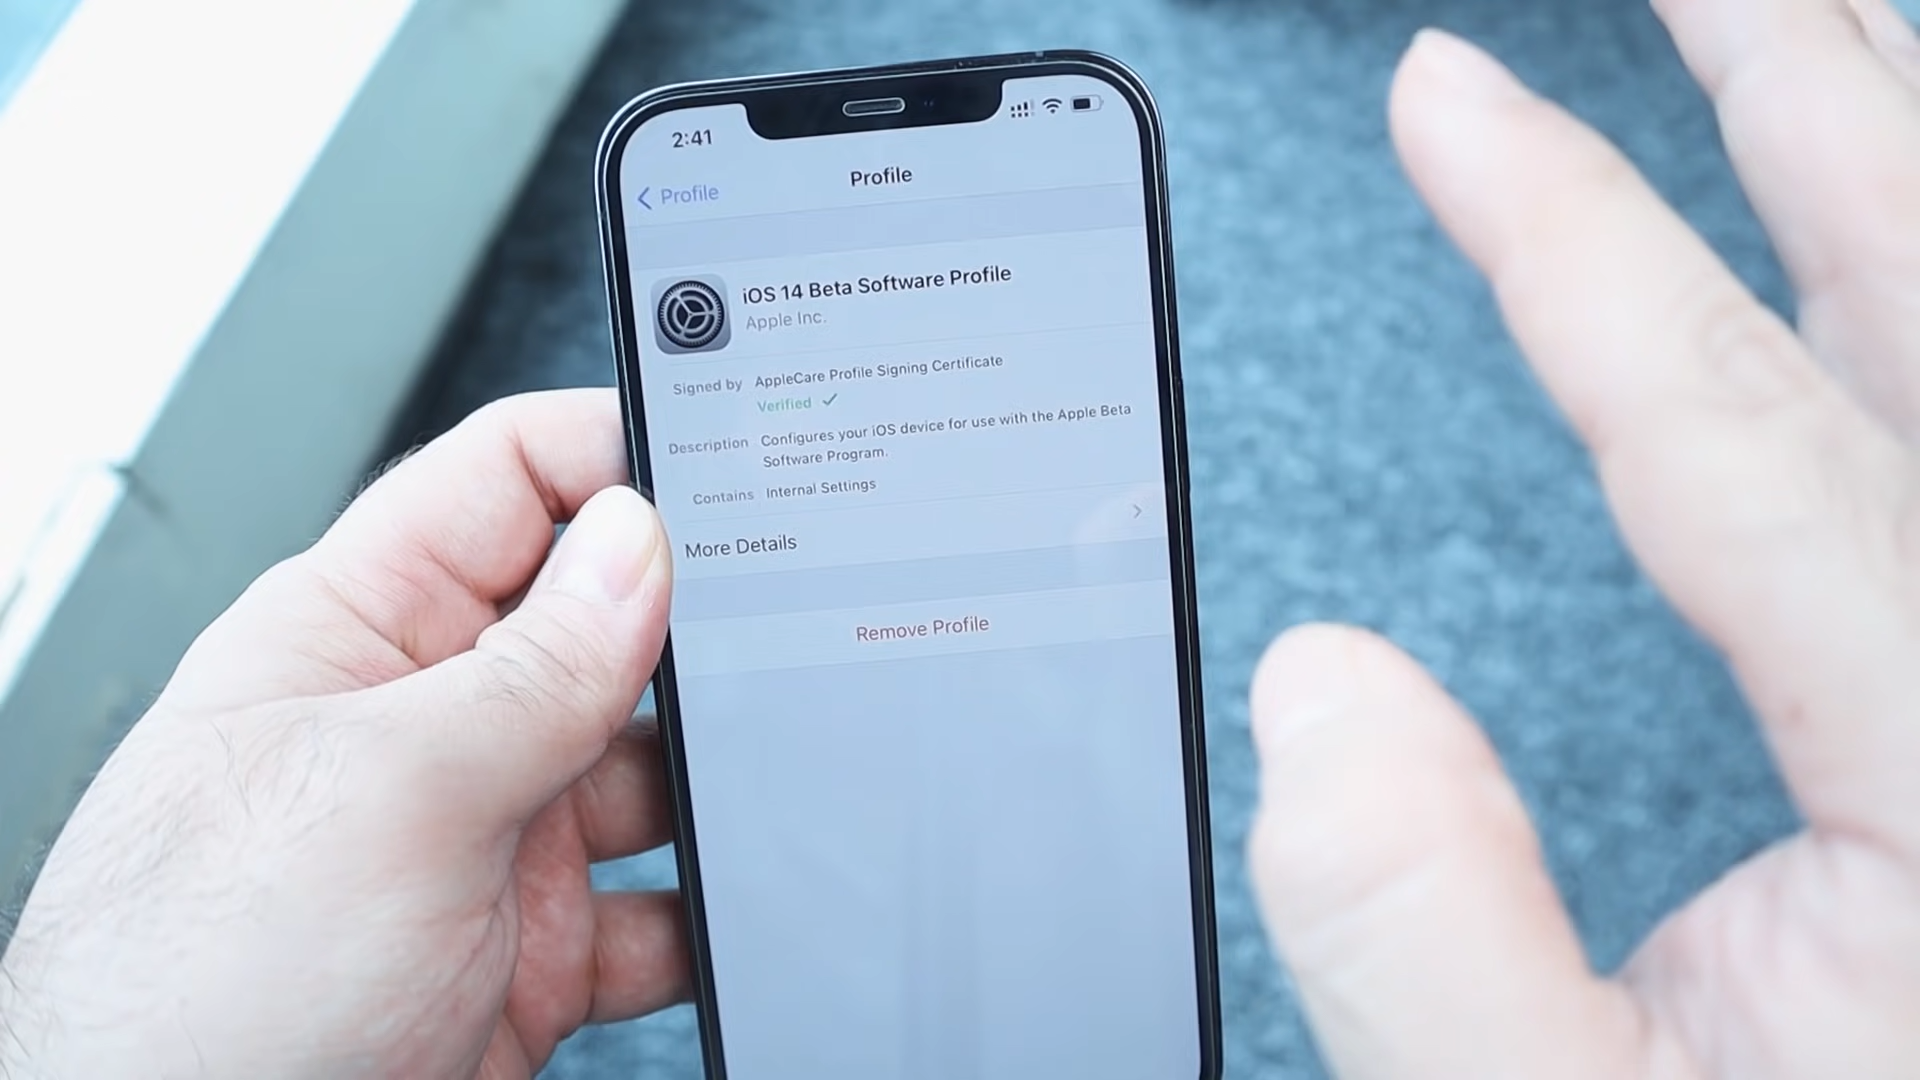 2:41
Profile
Profile
iOS 14 Beta Software Profile
Apple Inc.
Signed by AppleCare Profile Signing Certificate
Verified ✓
Description Configures your iOS device for use with the Apple Beta
Software Program.
Contains Internal Settings
More Details
Remove Profile